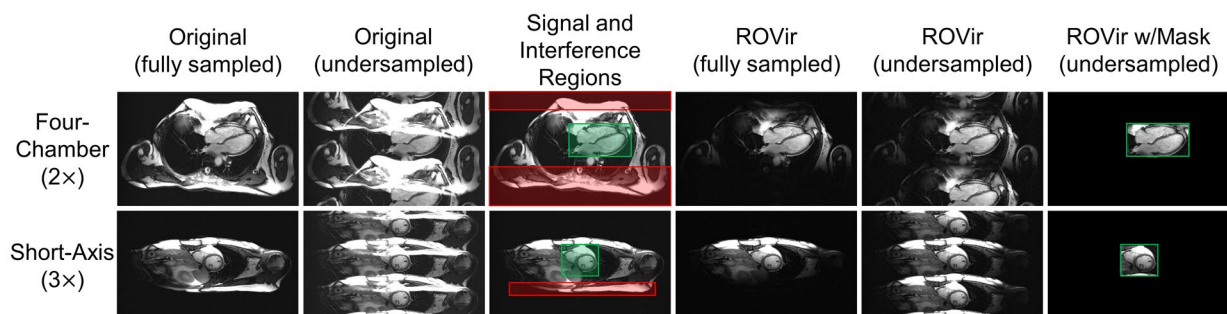 Original
(fully sampled)
Original
(undersampled)
Signal and
Interference
Regions
ROVir
(fully sampled)
ROVir
(undersampled)
ROVir w/Mask
(undersampled)
Four-
Chamber
(2×)
Short-Axis
(3×)